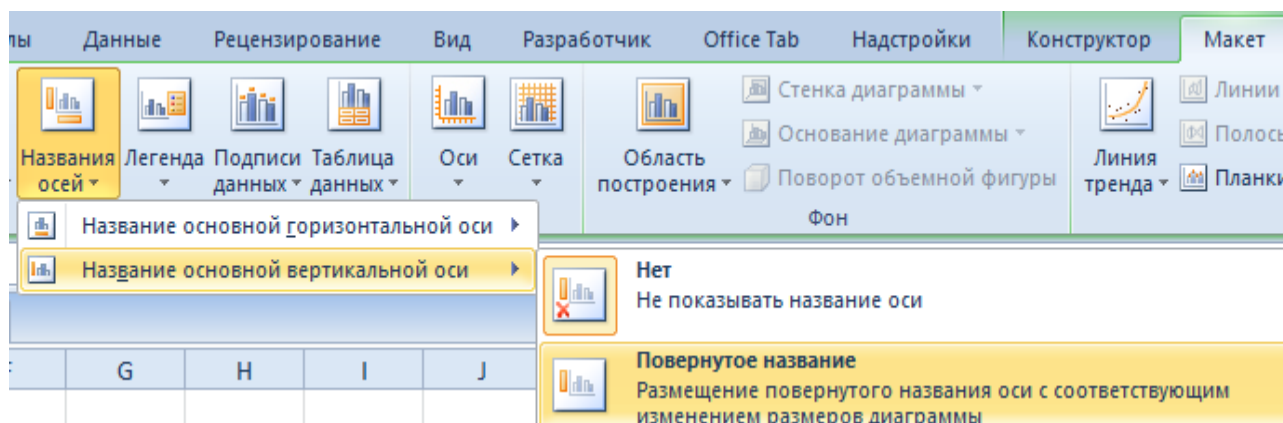 лы Данные Рецензирование Вид Разработчик Office Tab Надстройки Конструктор Макет
Названия осей
Легенда
Подписи данных
Таблица данных
Оси
Сетка
Область построения
Стенка диаграммы
Основание диаграммы
Поворот объемной фигуры
Фон
Линия тренда
Линии
Полось
Планки
Название основной горизонтальной оси
Название основной вертикальной оси
Нет
Не показывать название оси
Повернутое название
Размещение повернутого названия оси с соответствующим
изменением размеров диаграммы
G H I J